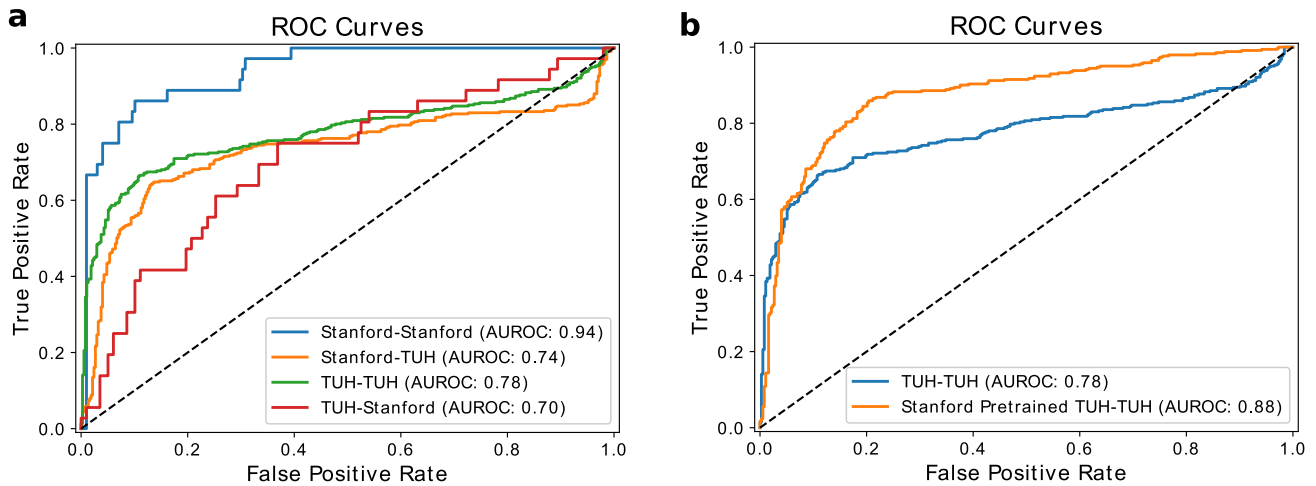 a
ROC Curves
True Positive Rate
1.0
0.8
0.6
0.4
0.2
0.0
0.0 0.2 0.4 0.6 0.8 1.0
False Positive Rate
Stanford-Stanford (AUROC: 0.94)
Stanford-TUH (AUROC: 0.74)
TUH-TUH (AUROC: 0.78)
TUH-Stanford (AUROC: 0.70)
b
ROC Curves
True Positive Rate
1.0
0.8
0.6
0.4
0.2
0.0
0.0 0.2 0.4 0.6 0.8 1.0
False Positive Rate
TUH-TUH (AUROC: 0.78)
Stanford Pretrained TUH-TUH (AUROC: 0.88)